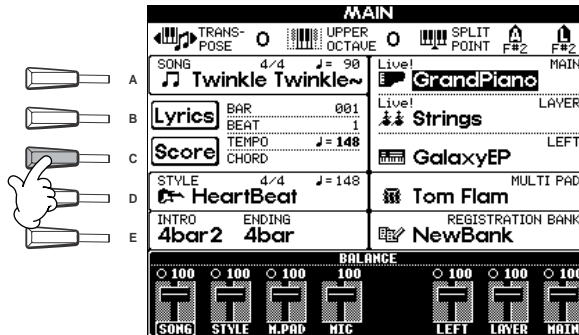 MAIN
TRANS-
POSE 0
UPPER
OCTAVE 0
SPLIT
POINT
A
F#2
L
F#2
SONG 4/4 ♩= 90
Twinkle Twinkle~
Live! MAIN
GrandPiano
A
Lyrics
BAR 001
BEAT 1
Live! LAYER
Strings
B
Score
TEMPO ♩=148
CHORD
LEFT
GalaxyEP
C
STYLE 4/4 ♩=148
HeartBeat
MULTI PAD
Tom Flam
D
INTRO ENDING
4bar2 4bar
REGISTRATION BANK
NewBank
E
BALANCE
100 100 100 100 100 100 100
SONG STYLE M.PAD MIC LEFT LAYER MAIN